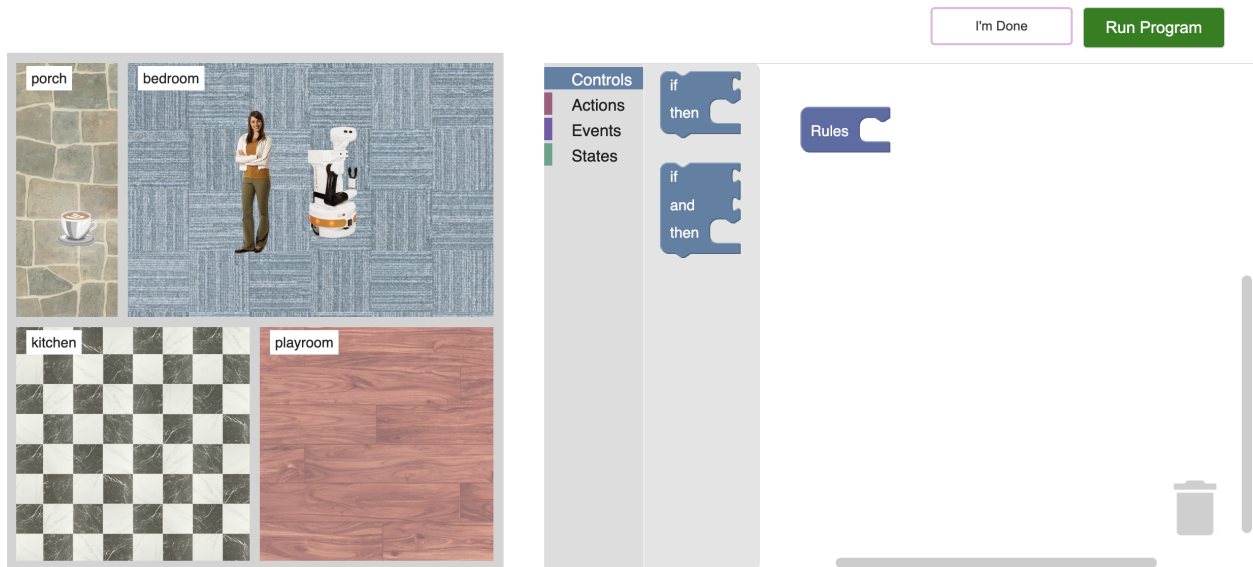 I'm Done
Run Program
porch
bedroom
kitchen
playroom
Controls
Actions
Events
States
if
then
if
and
then
Rules